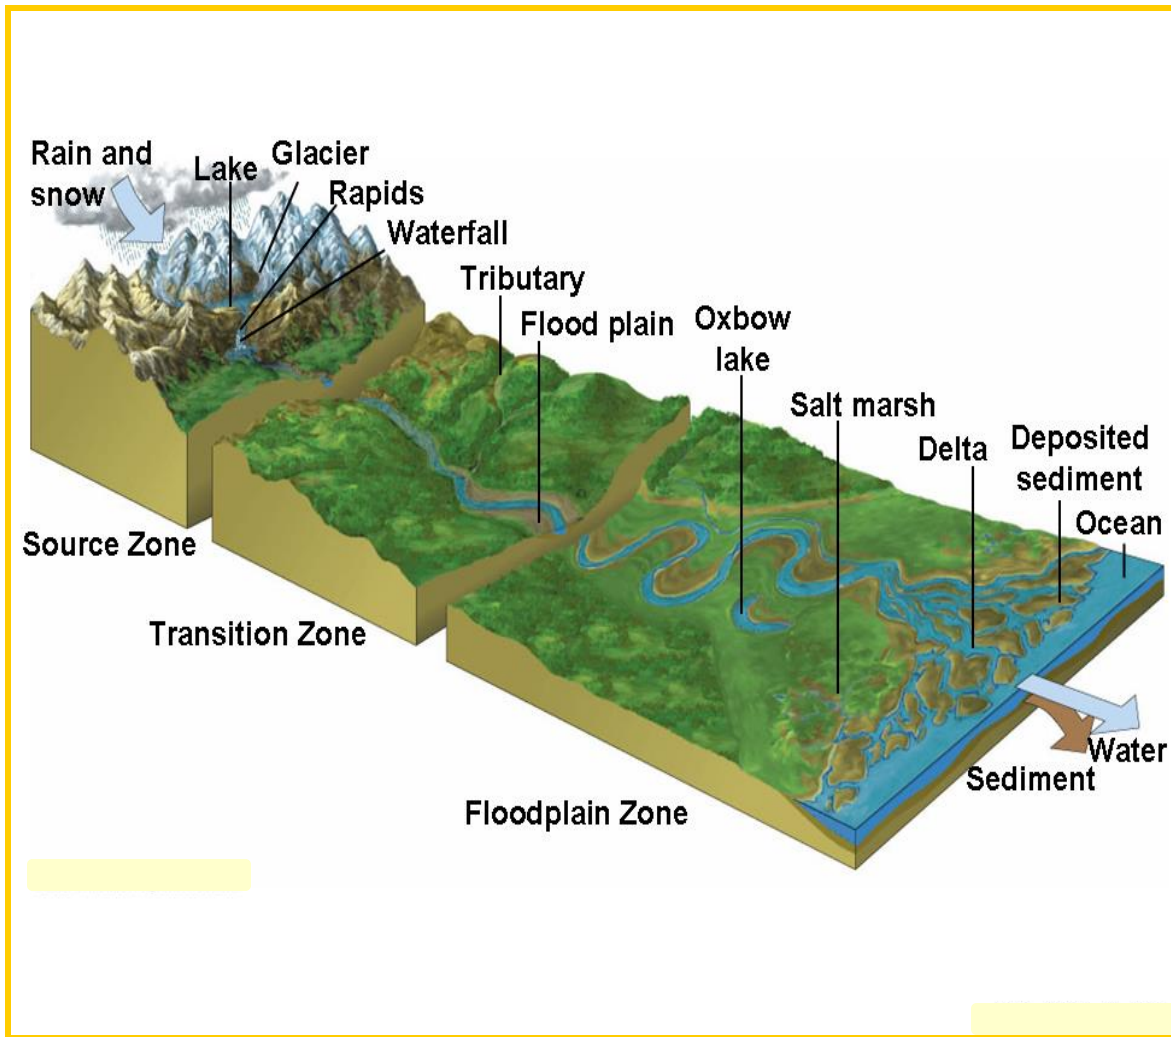 Rain and
snow
Lake
Glacier
Rapids
Waterfall
Tributary
Flood plain
Oxbow
lake
Salt marsh
Delta
Deposited
sediment
Ocean
Source Zone
Transition Zone
Floodplain Zone
Water
Sediment